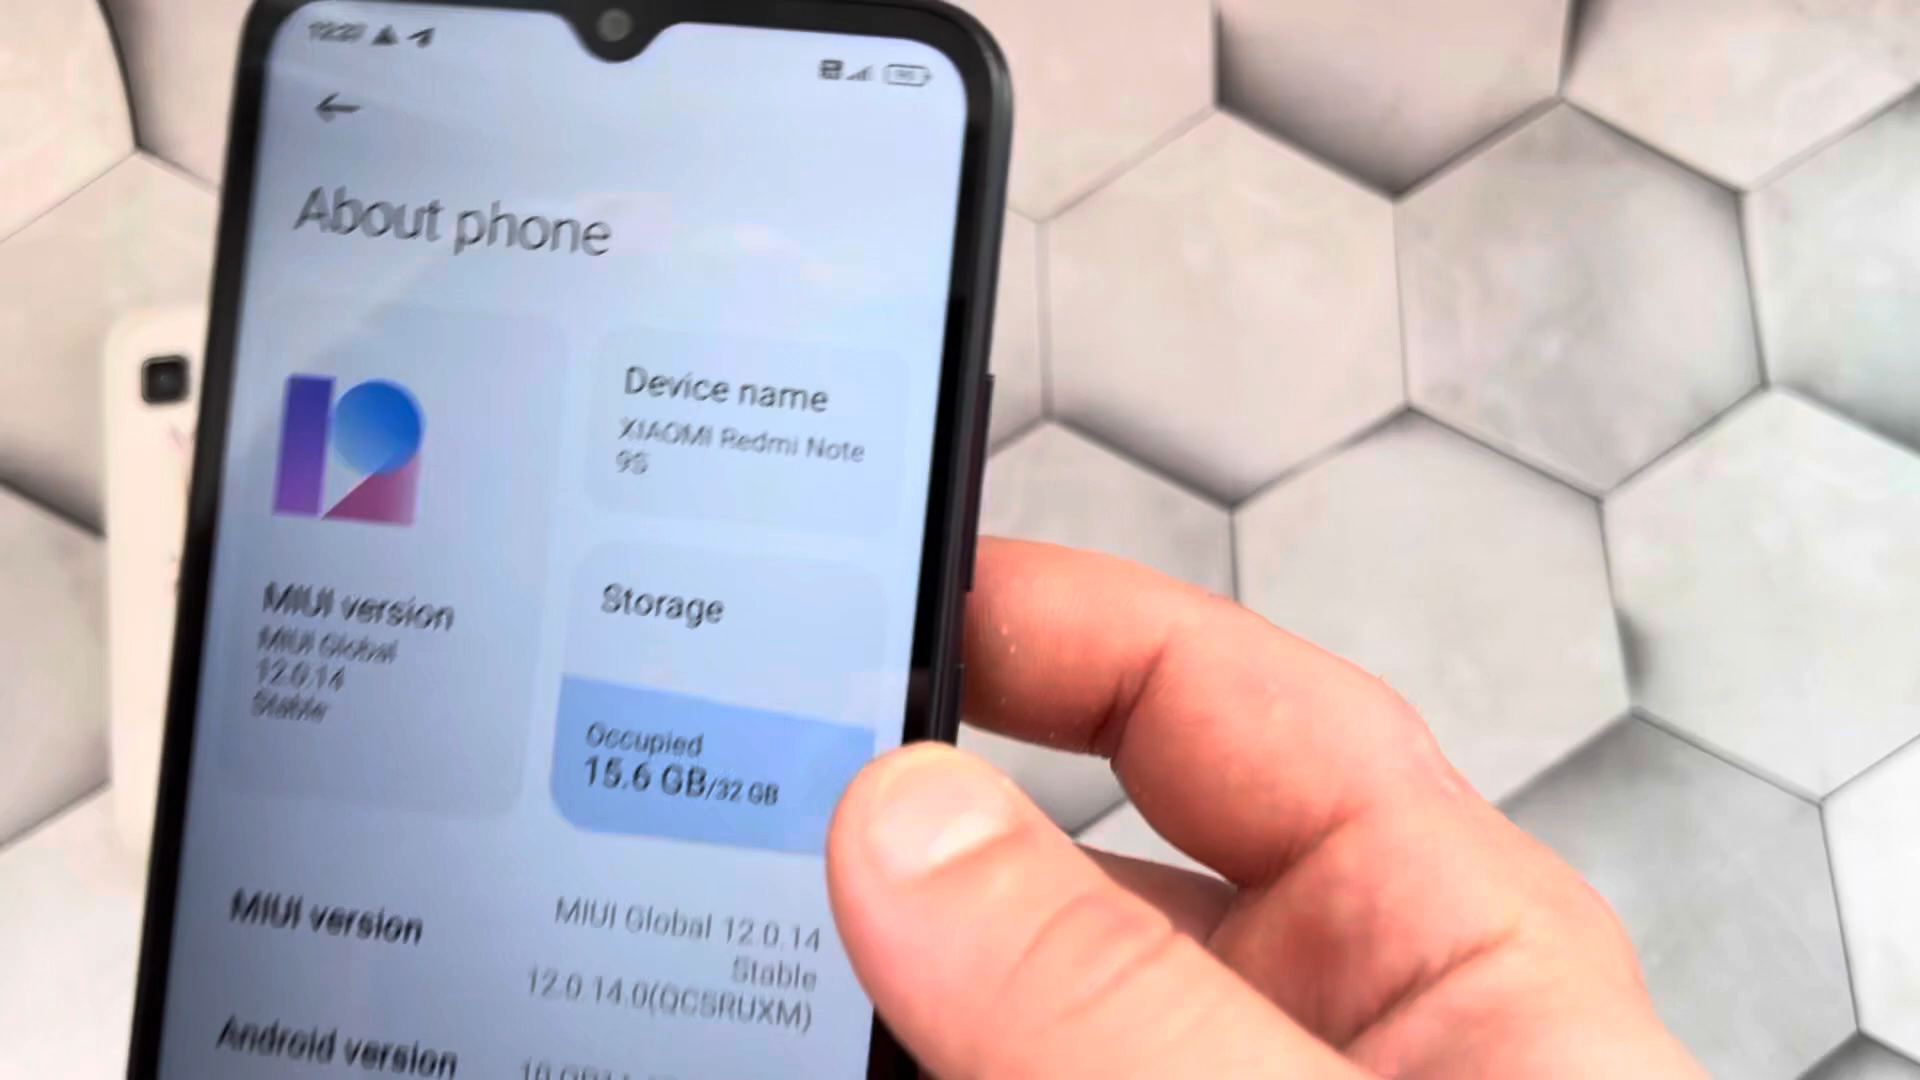 About phone
Device name
XIAOMI Redmi Note
9S
MIUI version
MIUI Global
12.0.14
Stable
Storage
Occupied
15.6 GB/32 GB
MIUI version
MIUI Global 12.0.14
Stable
12.0.14.0(QCSRUXM)
Android version